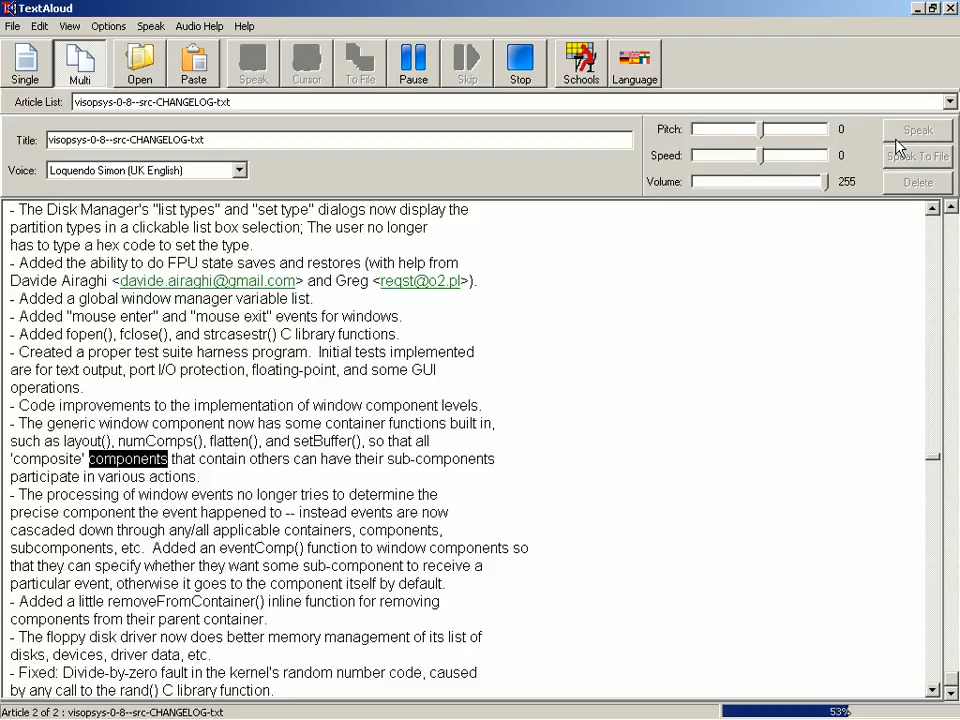 TextAloud
File Edit View Options Speak Audio Help Help
Single Multi Open Paste Speak Cursor To File Pause Skip Stop Schools Language
Article List: visopsys-0-8--src-CHANGELOG-txt
Title: visopsys-0-8--src-CHANGELOG-txt
Voice: Loquendo Simon (UK English)
Pitch: 0 Speak
Speed: 0 Speak To File
Volume: 255 Delete
- The Disk Manager's "list types" and "set type" dialogs now display the
partition types in a clickable list box selection; The user no longer
has to type a hex code to set the type.
- Added the ability to do FPU state saves and restores (with help from
Davide Airaghi <davide.airaghi@gmail.com> and Greg <reqst@o2.pl>).
- Added a global window manager variable list.
- Added "mouse enter" and "mouse exit" events for windows.
- Added fopen(), fclose(), and strcasestr() C library functions.
- Created a proper test suite harness program.  Initial tests implemented
are for text output, port I/O protection, floating-point, and some GUI
operations.
- Code improvements to the implementation of window component levels.
- The generic window component now has some container functions built in,
such as layout(), numComps(), flatten(), and setBuffer(), so that all
'composite' components that contain others can have their sub-components
participate in various actions.
- The processing of window events no longer tries to determine the
precise component the event happened to -- instead events are now
cascaded down through any/all applicable containers, components,
subcomponents, etc.  Added an eventComp() function to window components so
that they can specify whether they want some sub-component to receive a
particular event, otherwise it goes to the component itself by default.
- Added a little removeFromContainer() inline function for removing
components from their parent container.
- The floppy disk driver now does better memory management of its list of
disks, devices, driver data, etc.
- Fixed: Divide-by-zero fault in the kernel's random number code, caused
by any call to the rand() C library function.
Article 2 of 2 : visopsys-0-8--src-CHANGELOG-txt 53%